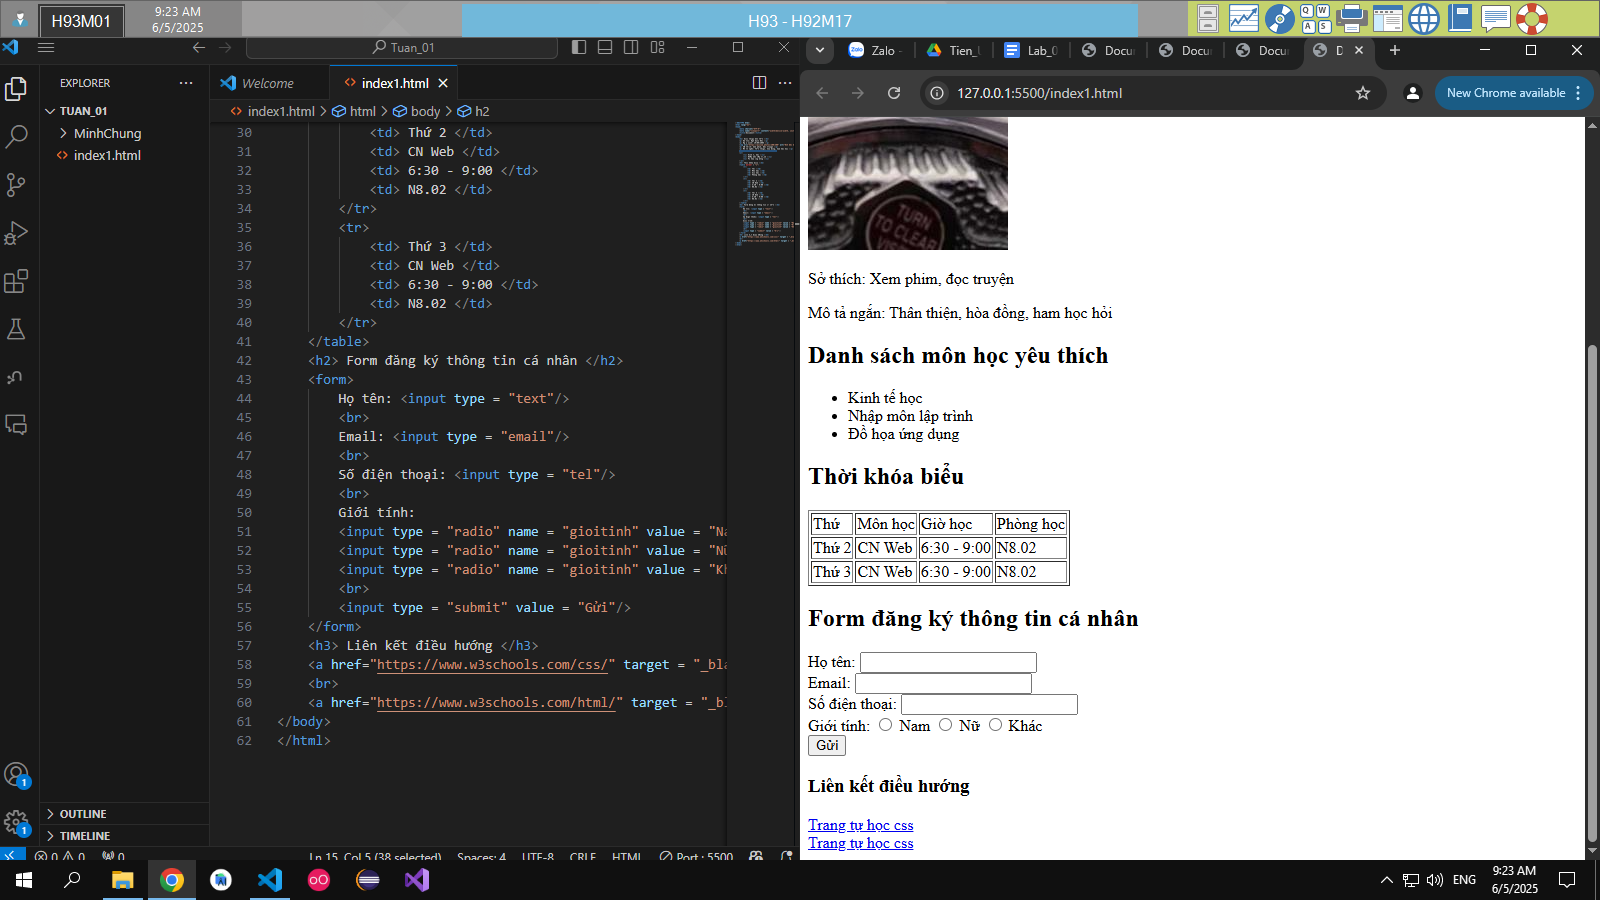 H93M01
9:23 AM
6/5/2025
H93 - H92M17
Q W
A S
Tuan_01
EXPLORER
TUAN_01
MinhChung
index1.html
OUTLINE
TIMELINE
Welcome
index1.html
index1.html > html > body > h2
30 <td> Thứ 2 </td>
31 <td> CN Web </td>
32 <td> 6:30 - 9:00 </td>
33 <td> N8.02 </td>
34 </tr>
35 <tr>
36 <td> Thứ 3 </td>
37 <td> CN Web </td>
38 <td> 6:30 - 9:00 </td>
39 <td> N8.02 </td>
40 </tr>
41 </table>
42 <h2> Form đăng ký thông tin cá nhân </h2>
43 <form>
44 Họ tên: <input type = "text"/>
45 <br>
46 Email: <input type = "email"/>
47 <br>
48 Số điện thoại: <input type = "tel"/>
49 <br>
50 Giới tính:
51 <input type = "radio" name = "gioitinh" value = "Na
52 <input type = "radio" name = "gioitinh" value = "Nữ
53 <input type = "radio" name = "gioitinh" value = "Kh
54 <br>
55 <input type = "submit" value = "Gửi"/>
56 </form>
57 <h3> Liên kết điều hướng </h3>
58 <a href="https://www.w3schools.com/css/" target = "_bla
59 <br>
60 <a href="https://www.w3schools.com/html/" target = "_bl
61 </body>
62 </html>
0 0 0 Ln 15, Col 5 (38 selected) Spaces: 4 UTF-8 CRLF HTML Port : 5500
1
1
Zalo -
Tien_
Lab_0
Docu
Docu
Docu
D
127.0.0.1:5500/index1.html
New Chrome available
TURN
TO CLEAR
Sở thích: Xem phim, đọc truyện
Mô tả ngắn: Thân thiện, hòa đồng, ham học hỏi
Danh sách môn học yêu thích
Kinh tế học
Nhập môn lập trình
Đồ họa ứng dụng
Thời khóa biểu
Thứ Môn học Giờ học Phòng học
Thứ 2 CN Web 6:30 - 9:00 N8.02
Thứ 3 CN Web 6:30 - 9:00 N8.02
Form đăng ký thông tin cá nhân
Họ tên:
Email:
Số điện thoại:
Giới tính: Nam Nữ Khác
Gửi
Liên kết điều hướng
Trang tự học css
Trang tự học css
ENG
9:23 AM
6/5/2025